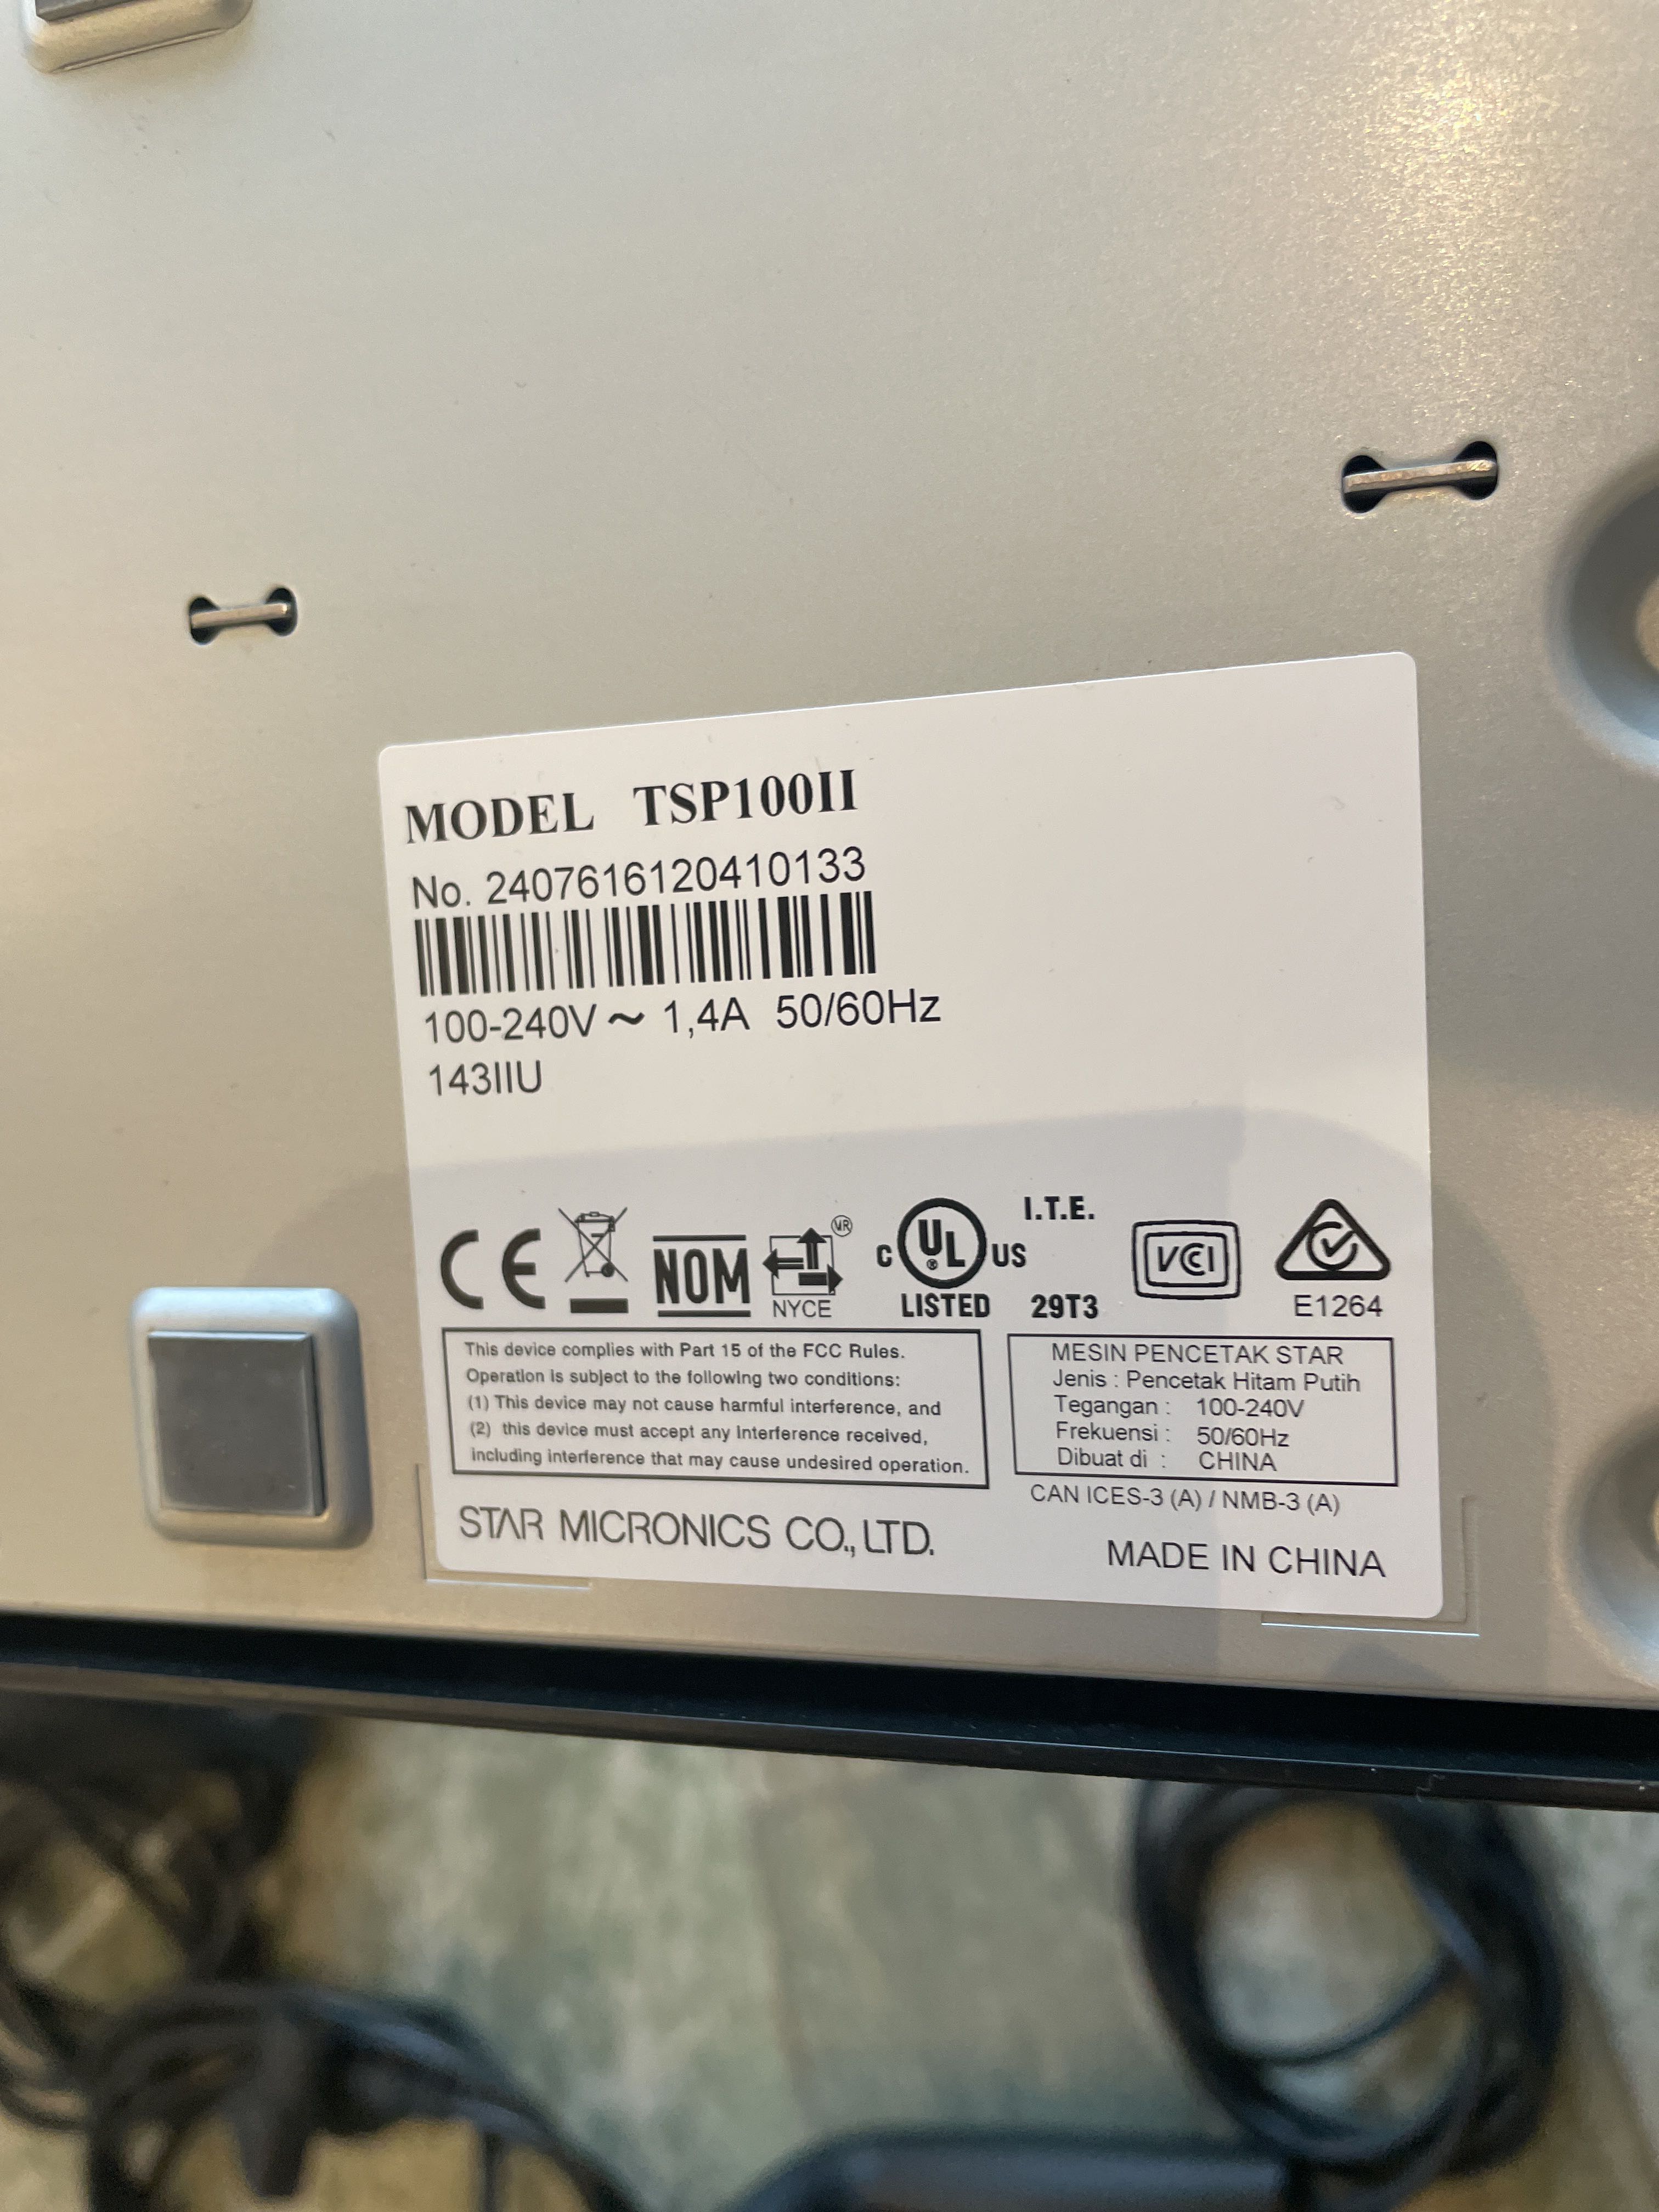 MODEL TSP100II
No. 2407616120410133
100-240V ~ 1,4A 50/60Hz
143IIU
CE
NOM
NYCE
MR
C UL US
®
LISTED
I.T.E.
29T3
VCI
E1264
This device complies with Part 15 of the FCC Rules.
Operation is subject to the following two conditions:
(1) This device may not cause harmful interference, and
(2) this device must accept any interference received,
including interference that may cause undesired operation.
MESIN PENCETAK STAR
Jenis : Pencetak Hitam Putih
Tegangan : 100-240V
Frekuensi : 50/60Hz
Dibuat di : CHINA
CAN ICES-3 (A) / NMB-3 (A)
STAR MICRONICS CO., LTD.
MADE IN CHINA